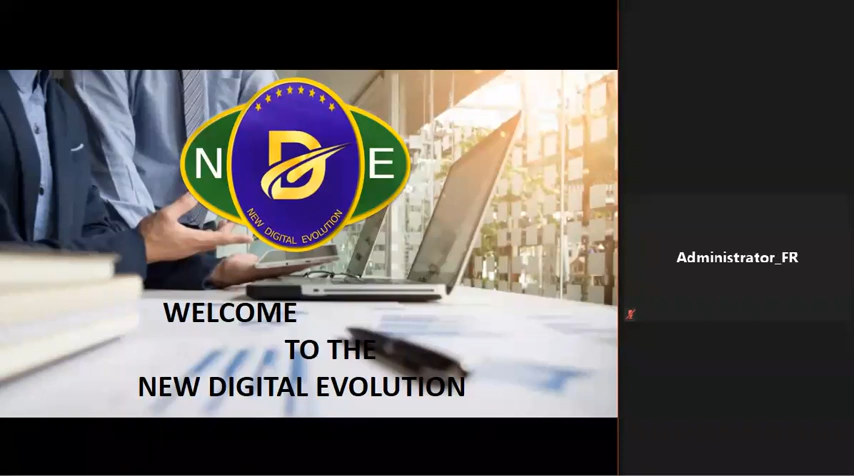 N D E
NEW DIGITAL EVOLUTION
WELCOME
TO THE
NEW DIGITAL EVOLUTION
Administrator_FR